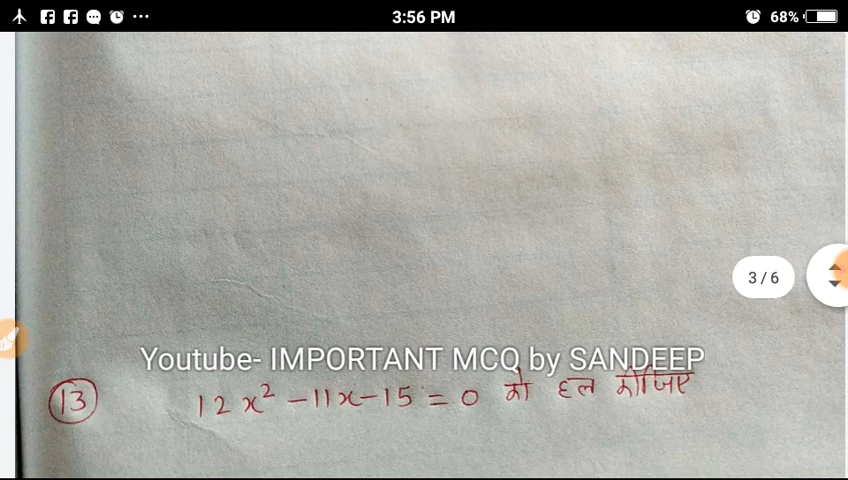 3:56 PM
68%
3 / 6
Youtube- IMPORTANT MCQ by SANDEEP
13 12x² -11x-15 = 0 को हल कीजिए